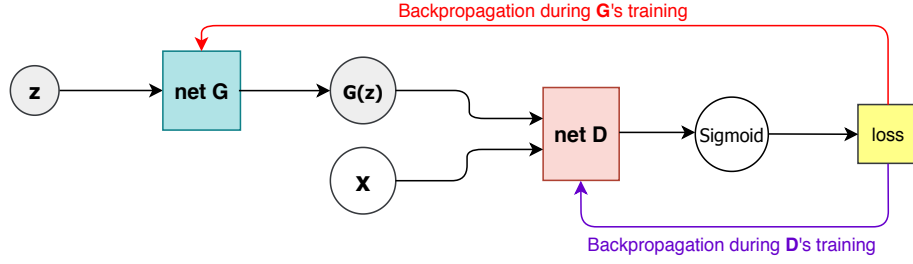 Backpropagation during G's training
z
net G
G(z)
x
net D
Sigmoid
loss
Backpropagation during D's training